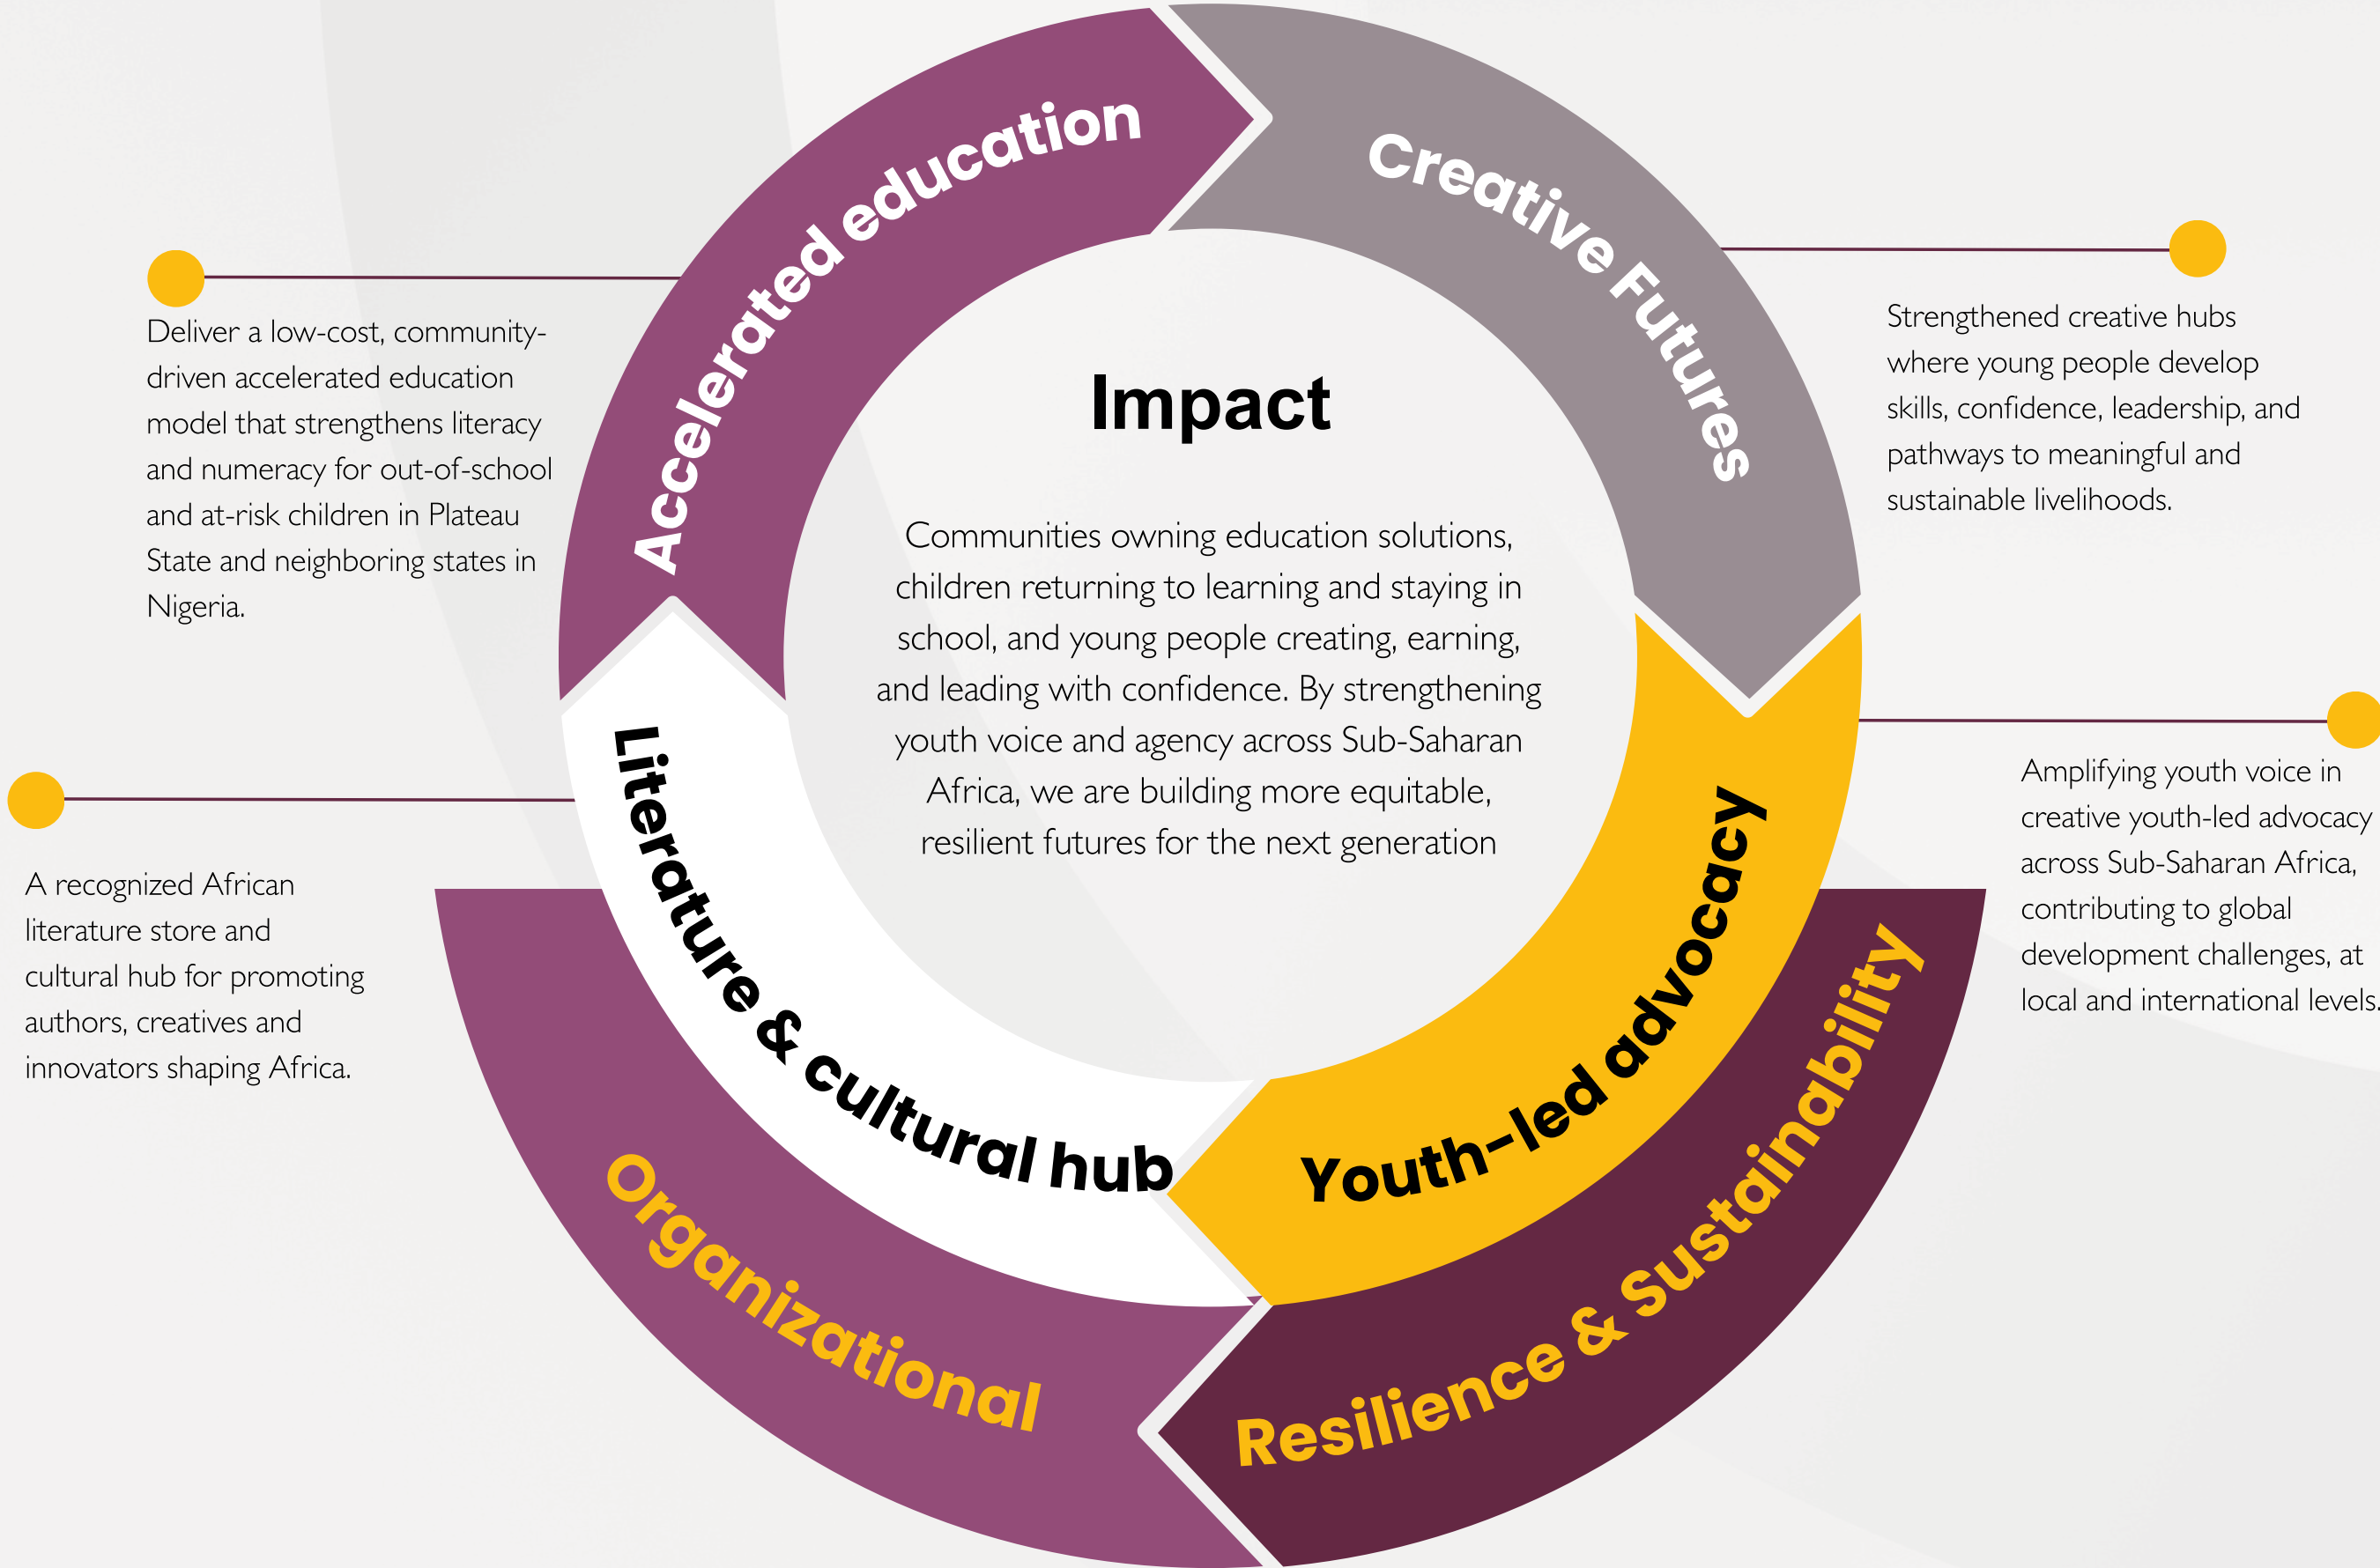 Accelerated education
Creative Futures
Deliver a low-cost, community-
driven accelerated education
model that strengthens literacy
and numeracy for out-of-school
and at-risk children in Plateau
State and neighboring states in
Nigeria.
Strengthened creative hubs
where young people develop
skills, confidence, leadership, and
pathways to meaningful and
sustainable livelihoods.
Impact
Communities owning education solutions,
children returning to learning and staying in
school, and young people creating, earning,
and leading with confidence. By strengthening
youth voice and agency across Sub-Saharan
Africa, we are building more equitable,
resilient futures for the next generation
Literature & cultural hub
Youth-led advocacy
A recognized African
literature store and
cultural hub for promoting
authors, creatives and
innovators shaping Africa.
Amplifying youth voice in
creative youth-led advocacy
across Sub-Saharan Africa,
contributing to global
development challenges, at
local and international levels.
Organizational
Resilience & Sustainability